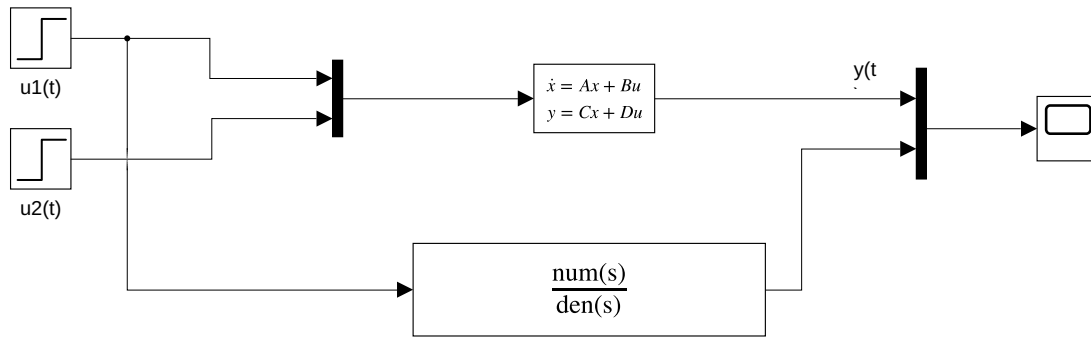 u1(t)
u2(t)
ẋ = Ax + Bu
y = Cx + Du
y(t
num(s)
den(s)